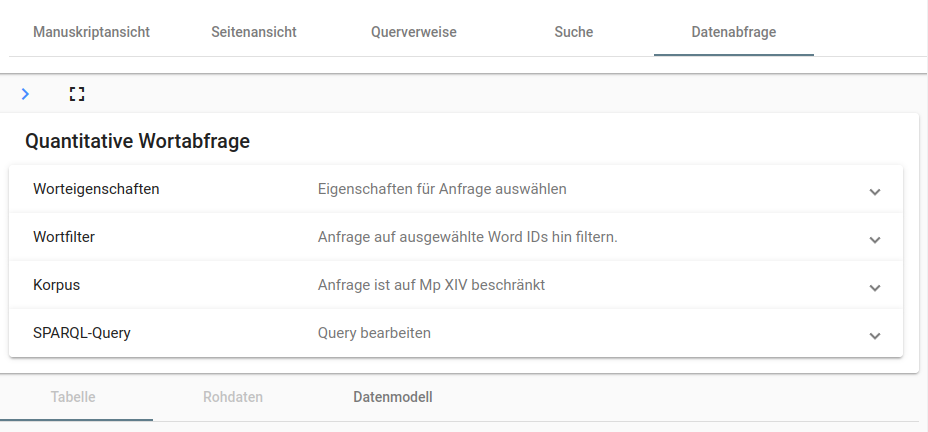 Manuskriptansicht Seitenansicht Querverweise Suche Datenabfrage
Quantitative Wortabfrage
Worteigenschaften Eigenschaften für Anfrage auswählen
Wortfilter Anfrage auf ausgewählte Word IDs hin filtern.
Korpus Anfrage ist auf Mp XIV beschränkt
SPARQL-Query Query bearbeiten
Tabelle Rohdaten Datenmodell